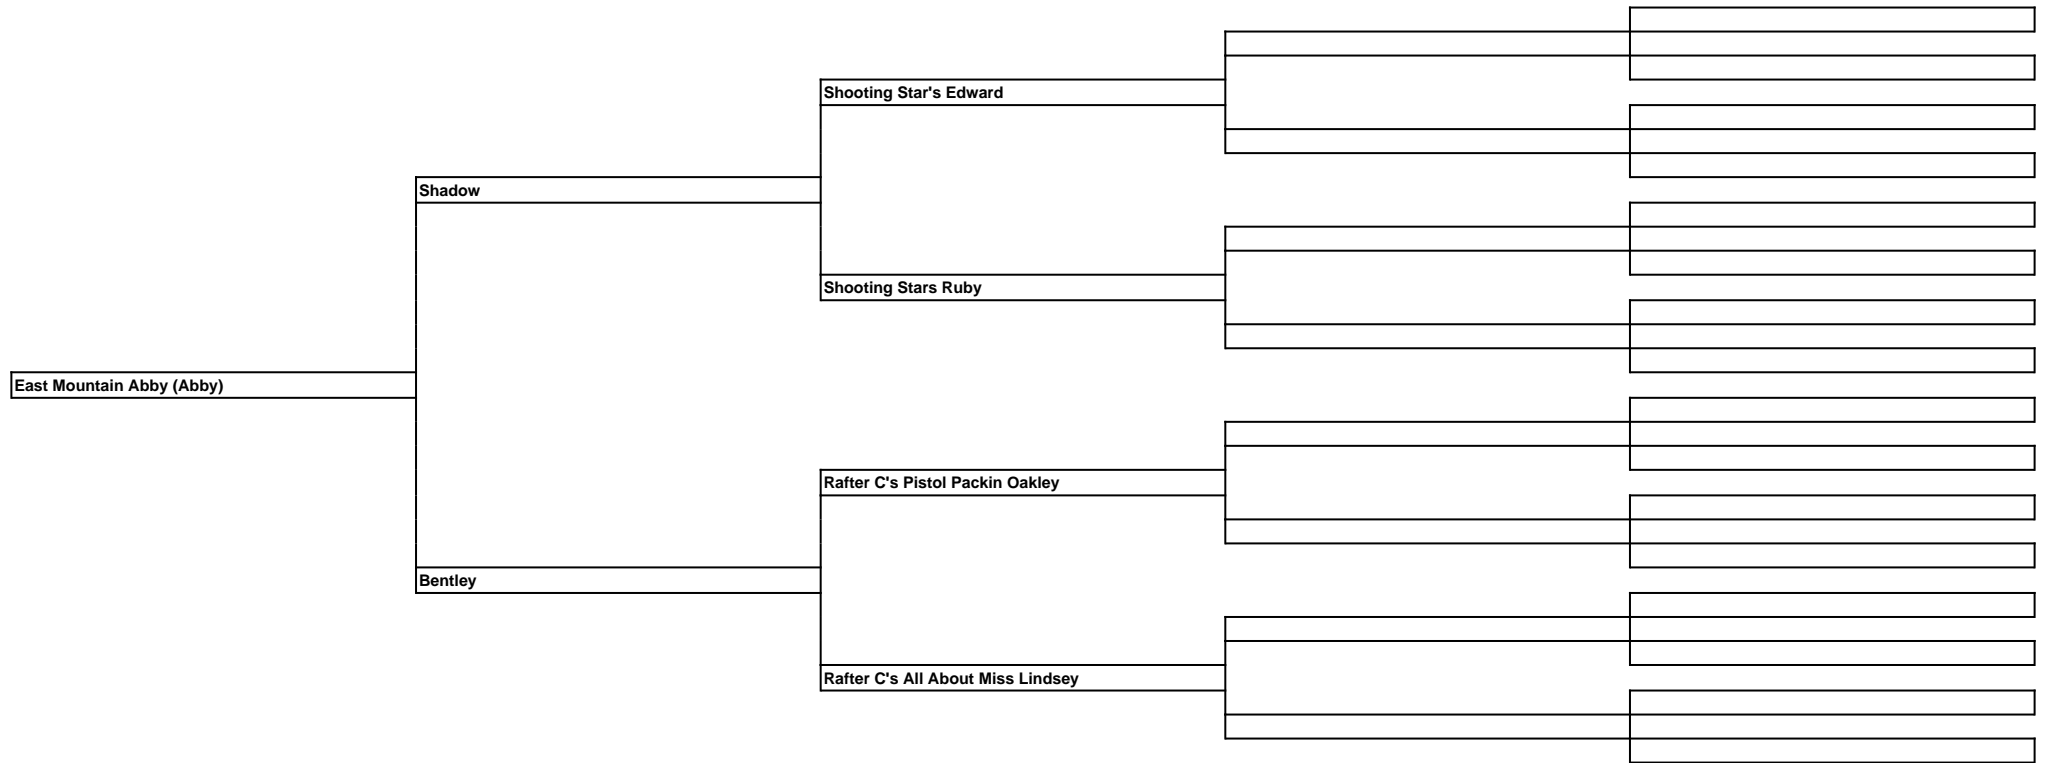 Shooting Star's Edward
Shadow
Shooting Stars Ruby
East Mountain Abby (Abby)
Rafter C's Pistol Packin Oakley
Bentley
Rafter C's All About Miss Lindsey